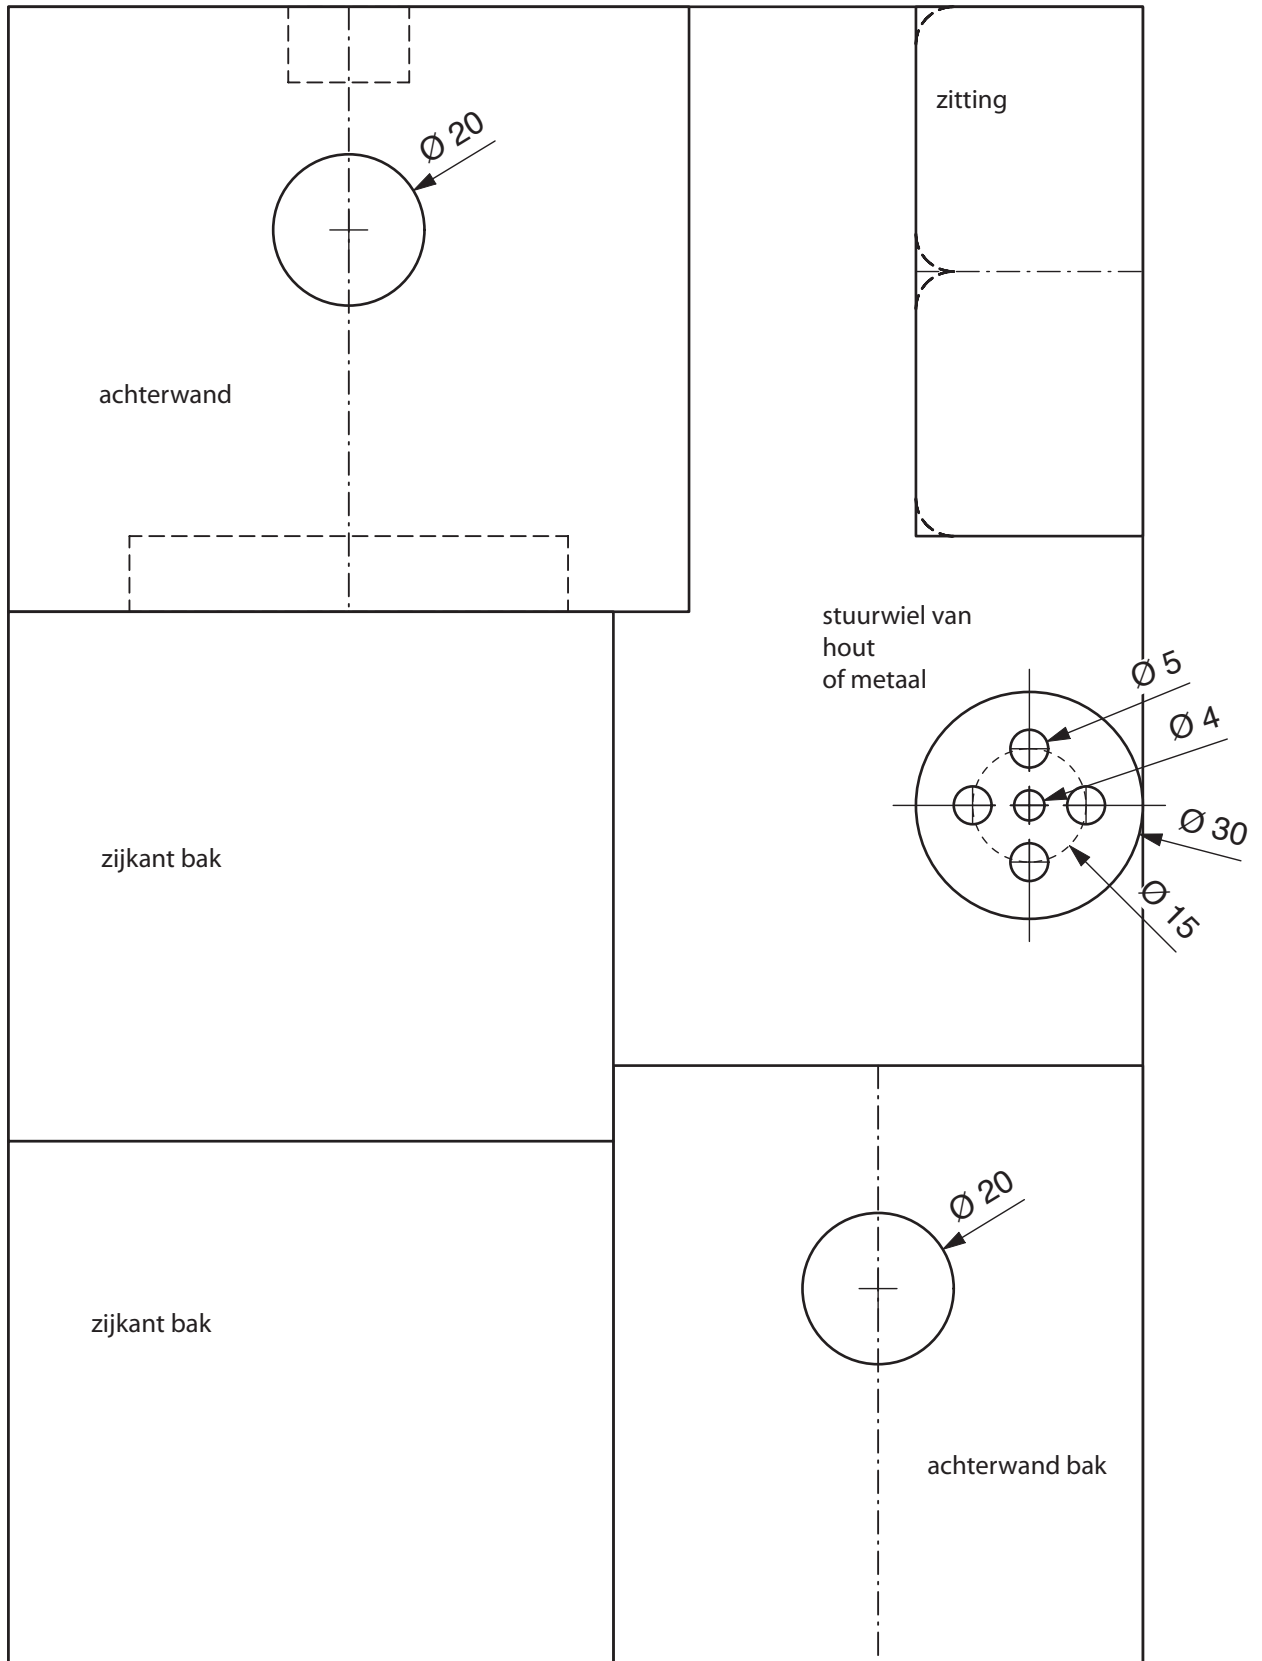 zitting
Ø 20
achterwand
stuurwiel van
hout
of metaal
Ø 5
Ø 4
Ø 30
Ø 15
zijkant bak
Ø 20
zijkant bak
achterwand bak